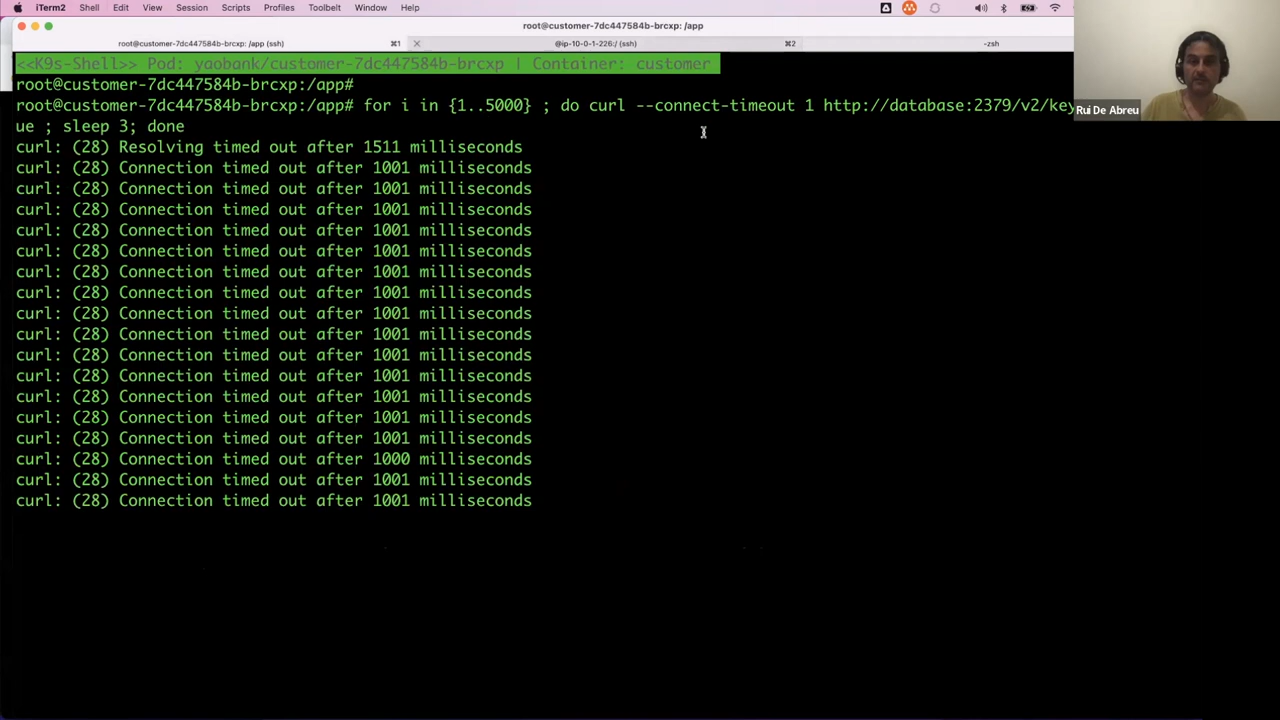 iTerm2 Shell Edit View Session Scripts Profiles Toolbelt Window Help
root@customer-7dc447584b-brcxp: /app
root@customer-7dc447584b-brcxp: /app (ssh) ⌘1 @ip-10-0-1-226:/ (ssh) ⌘2 -zsh
<<K9s-Shell>> Pod: yaobank/customer-7dc447584b-brcxp | Container: customer
root@customer-7dc447584b-brcxp:/app#
root@customer-7dc447584b-brcxp:/app# for i in {1..5000} ; do curl --connect-timeout 1 http://database:2379/v2/key
Rui De Abreu
ue ; sleep 3; done
curl: (28) Resolving timed out after 1511 milliseconds
curl: (28) Connection timed out after 1001 milliseconds
curl: (28) Connection timed out after 1001 milliseconds
curl: (28) Connection timed out after 1001 milliseconds
curl: (28) Connection timed out after 1001 milliseconds
curl: (28) Connection timed out after 1001 milliseconds
curl: (28) Connection timed out after 1001 milliseconds
curl: (28) Connection timed out after 1001 milliseconds
curl: (28) Connection timed out after 1001 milliseconds
curl: (28) Connection timed out after 1001 milliseconds
curl: (28) Connection timed out after 1001 milliseconds
curl: (28) Connection timed out after 1001 milliseconds
curl: (28) Connection timed out after 1001 milliseconds
curl: (28) Connection timed out after 1001 milliseconds
curl: (28) Connection timed out after 1001 milliseconds
curl: (28) Connection timed out after 1000 milliseconds
curl: (28) Connection timed out after 1001 milliseconds
curl: (28) Connection timed out after 1001 milliseconds